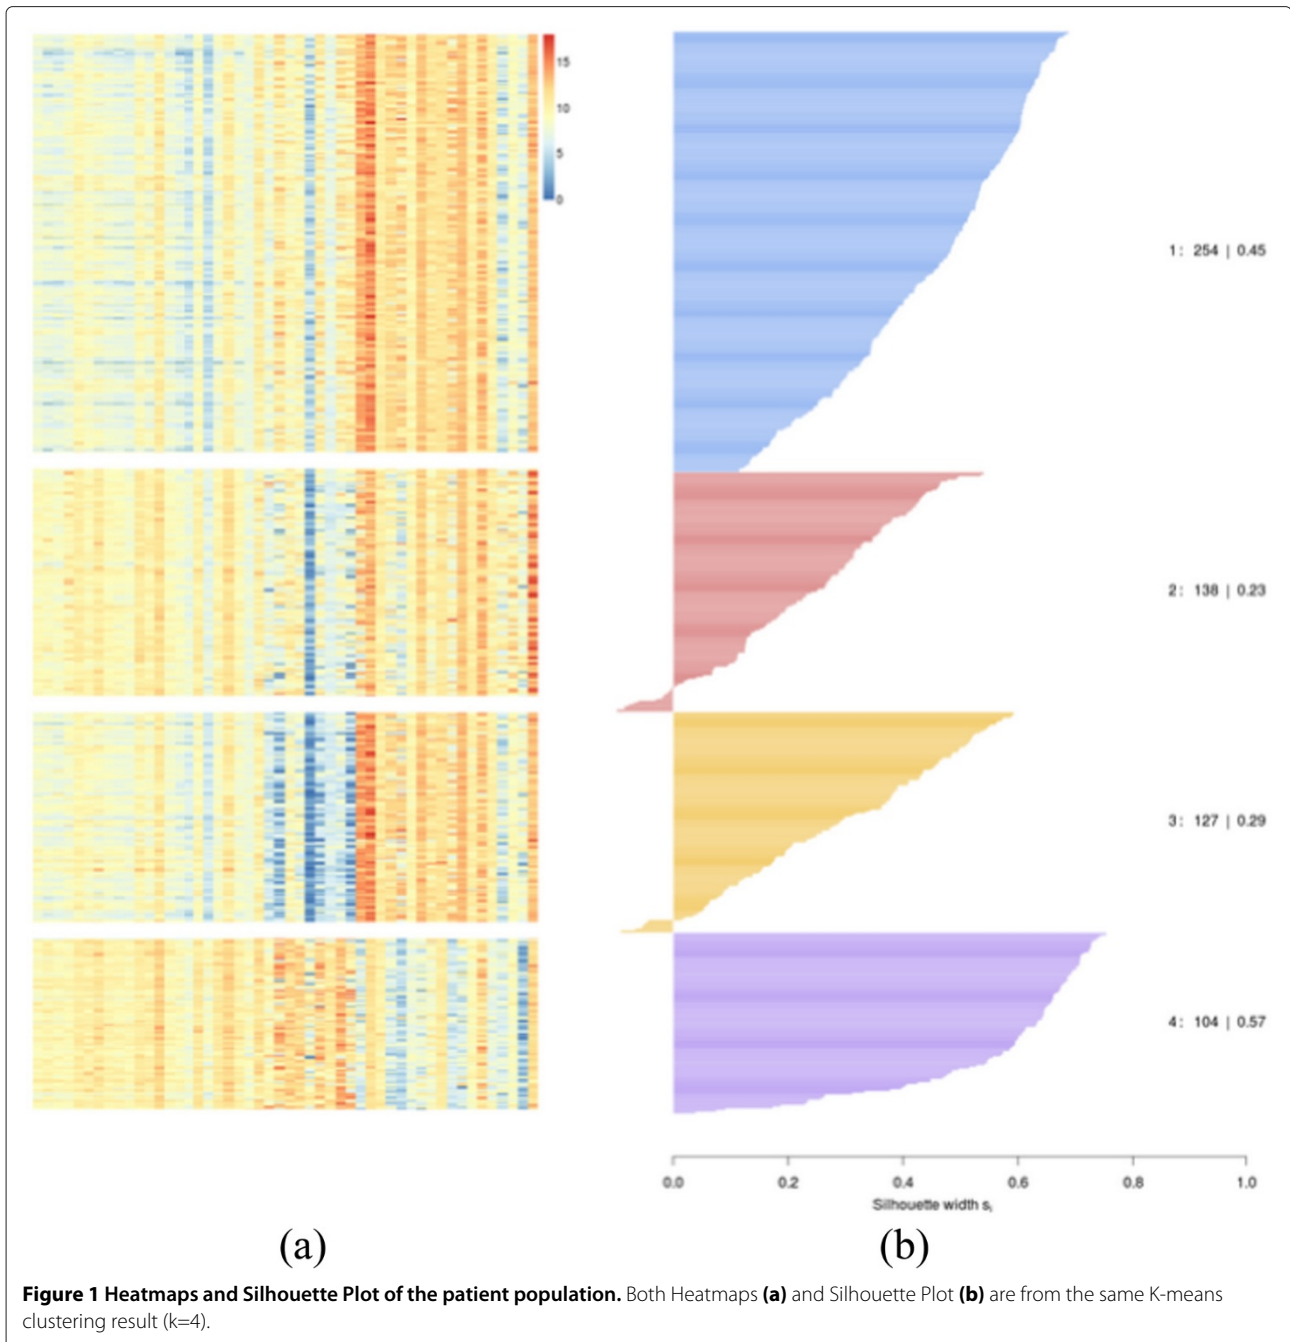 15
10
5
0
1: 254 | 0.45
2: 138 | 0.23
3: 127 | 0.29
4: 104 | 0.57
0.0 0.2 0.4 0.6 0.8 1.0
Silhouette width sᵢ
(a) (b)
Figure 1 Heatmaps and Silhouette Plot of the patient population. Both Heatmaps (a) and Silhouette Plot (b) are from the same K-means
clustering result (k=4).